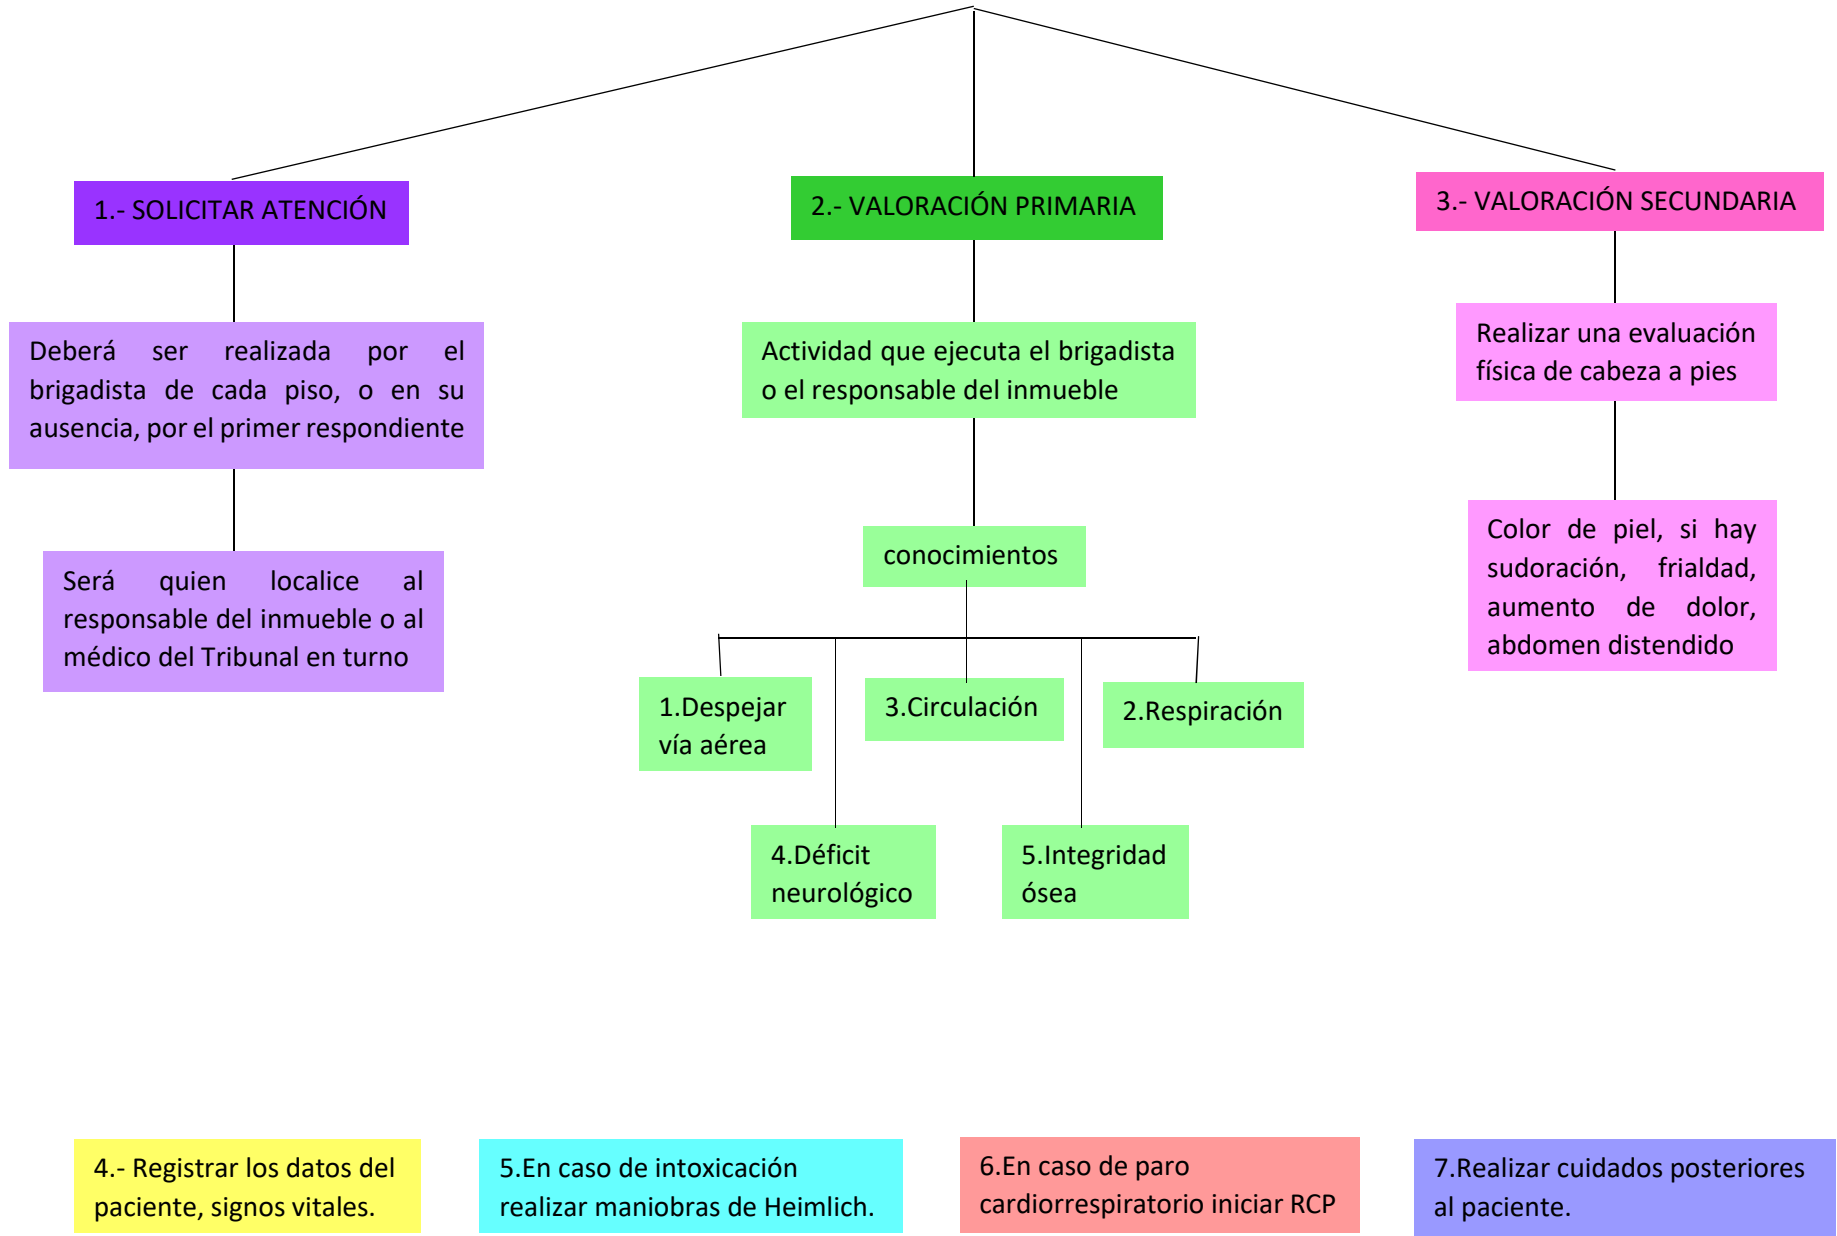 1.- SOLICITAR ATENCIÓN
Deberá ser realizada por el
brigadista de cada piso, o en su
ausencia, por el primer respondiente
Será quien localice al
responsable del inmueble o al
médico del Tribunal en turno
2.- VALORACIÓN PRIMARIA
Actividad que ejecuta el brigadista
o el responsable del inmueble
conocimientos
1.Despejar
vía aérea
3.Circulación
2.Respiración
4.Déficit
neurológico
5.Integridad
ósea
3.- VALORACIÓN SECUNDARIA
Realizar una evaluación
física de cabeza a pies
Color de piel, si hay
sudoración, frialdad,
aumento de dolor,
abdomen distendido
4.- Registrar los datos del
paciente, signos vitales.
5.En caso de intoxicación
realizar maniobras de Heimlich.
6.En caso de paro
cardiorrespiratorio iniciar RCP
7.Realizar cuidados posteriores
al paciente.